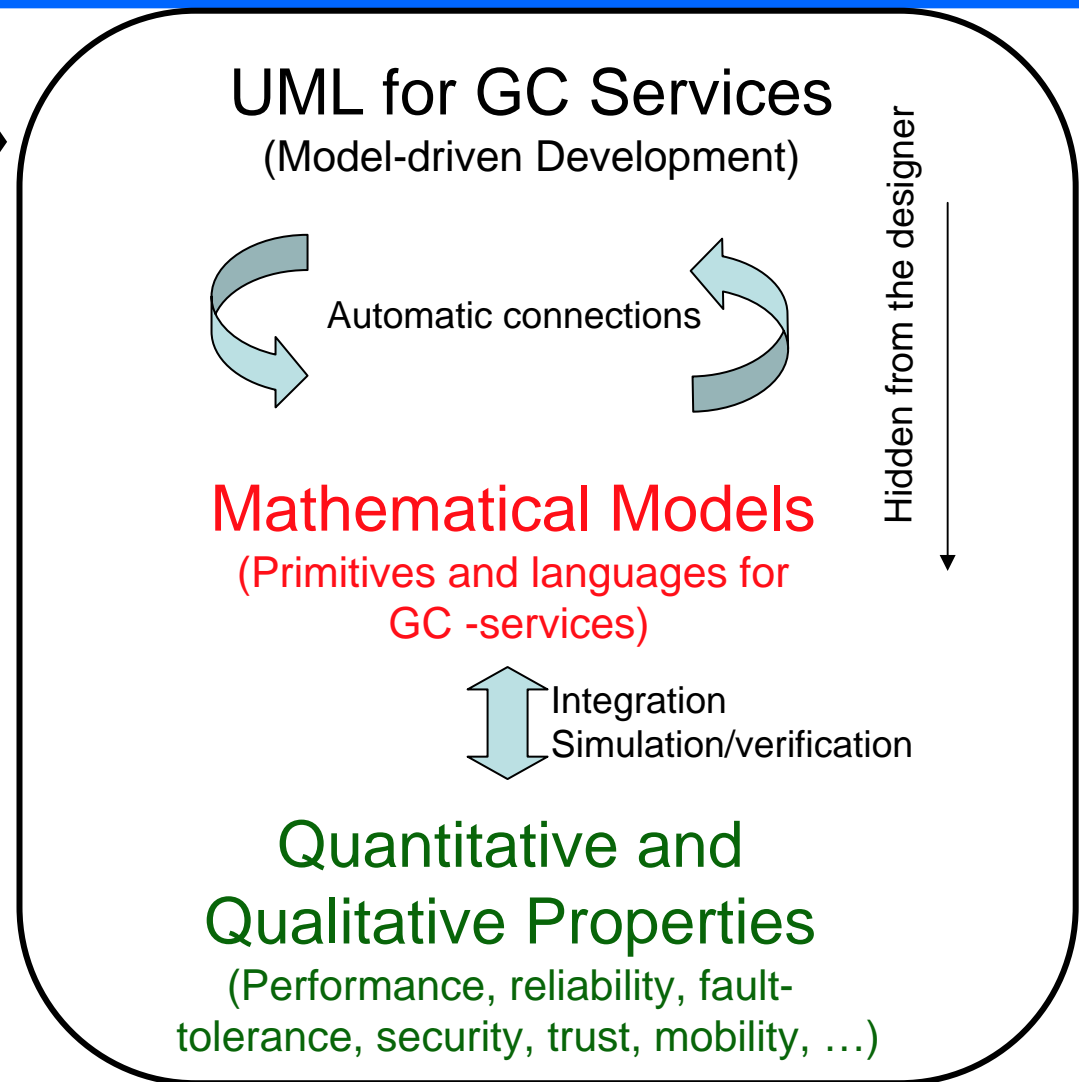 UML for GC Services
(Model-driven Development)
Hidden from the designer
Automatic connections
Mathematical Models
(Primitives and languages for
GC -services)
Integration
Simulation/verification
Quantitative and
Qualitative Properties
(Performance, reliability, fault-
tolerance, security, trust, mobility, …)